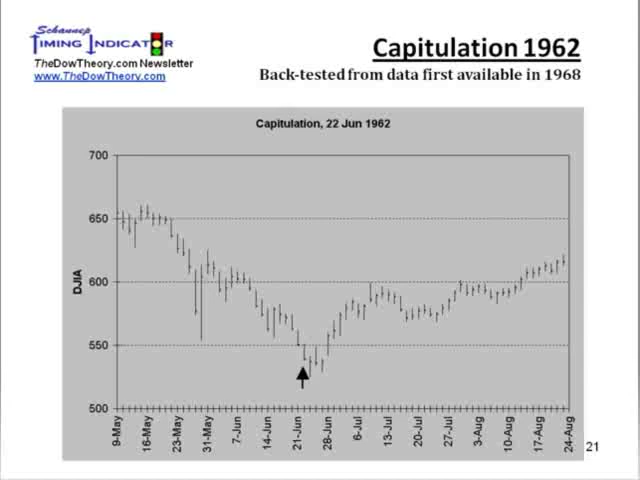 Schannep
TIMING INDICATOR
TheDowTheory.com Newsletter
www.TheDowTheory.com
Capitulation 1962
Back-tested from data first available in 1968
Capitulation, 22 Jun 1962
700
650
600
550
500
DJIA
9-May
16-May
23-May
31-May
7-Jun
14-Jun
21-Jun
28-Jun
6-Jul
13-Jul
20-Jul
27-Jul
3-Aug
10-Aug
17-Aug
24-Aug
21